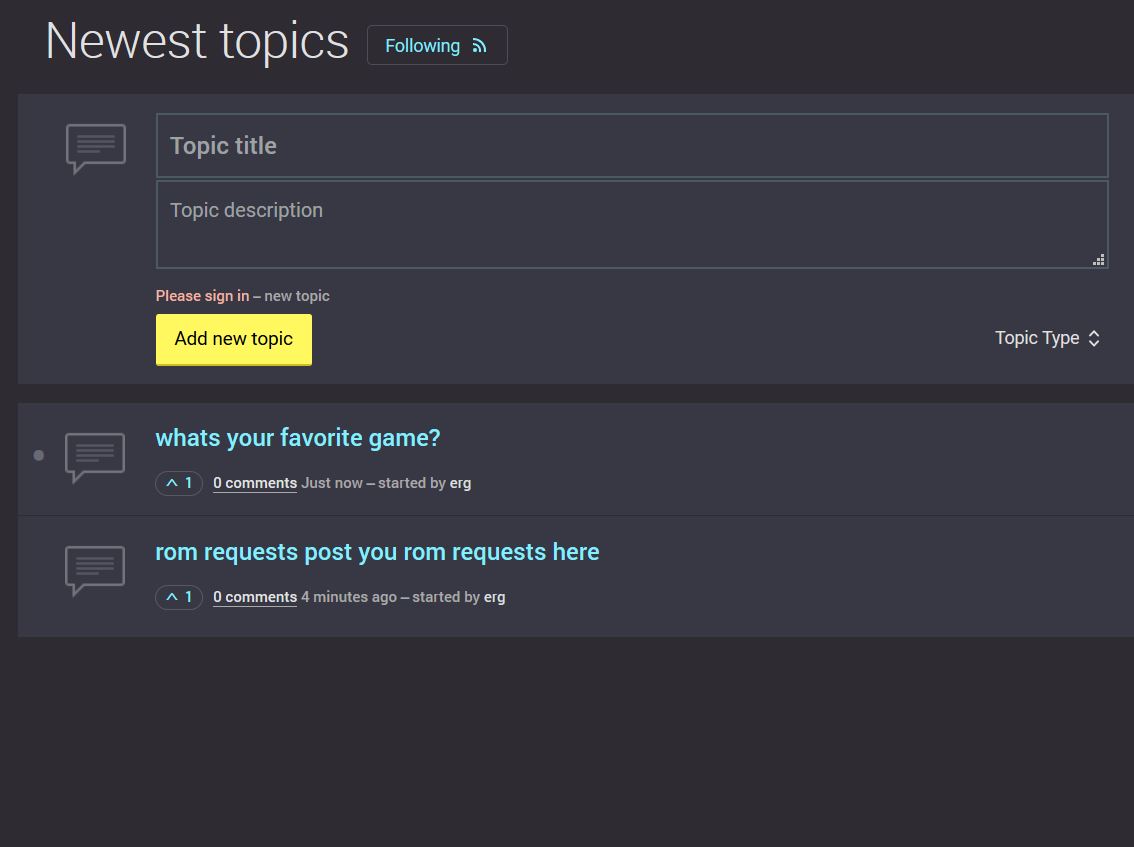 Newest topics Following
Topic title
Topic description
Please sign in – new topic
Add new topic Topic Type
whats your favorite game?
1 0 comments Just now – started by erg
rom requests post you rom requests here
1 0 comments 4 minutes ago – started by erg